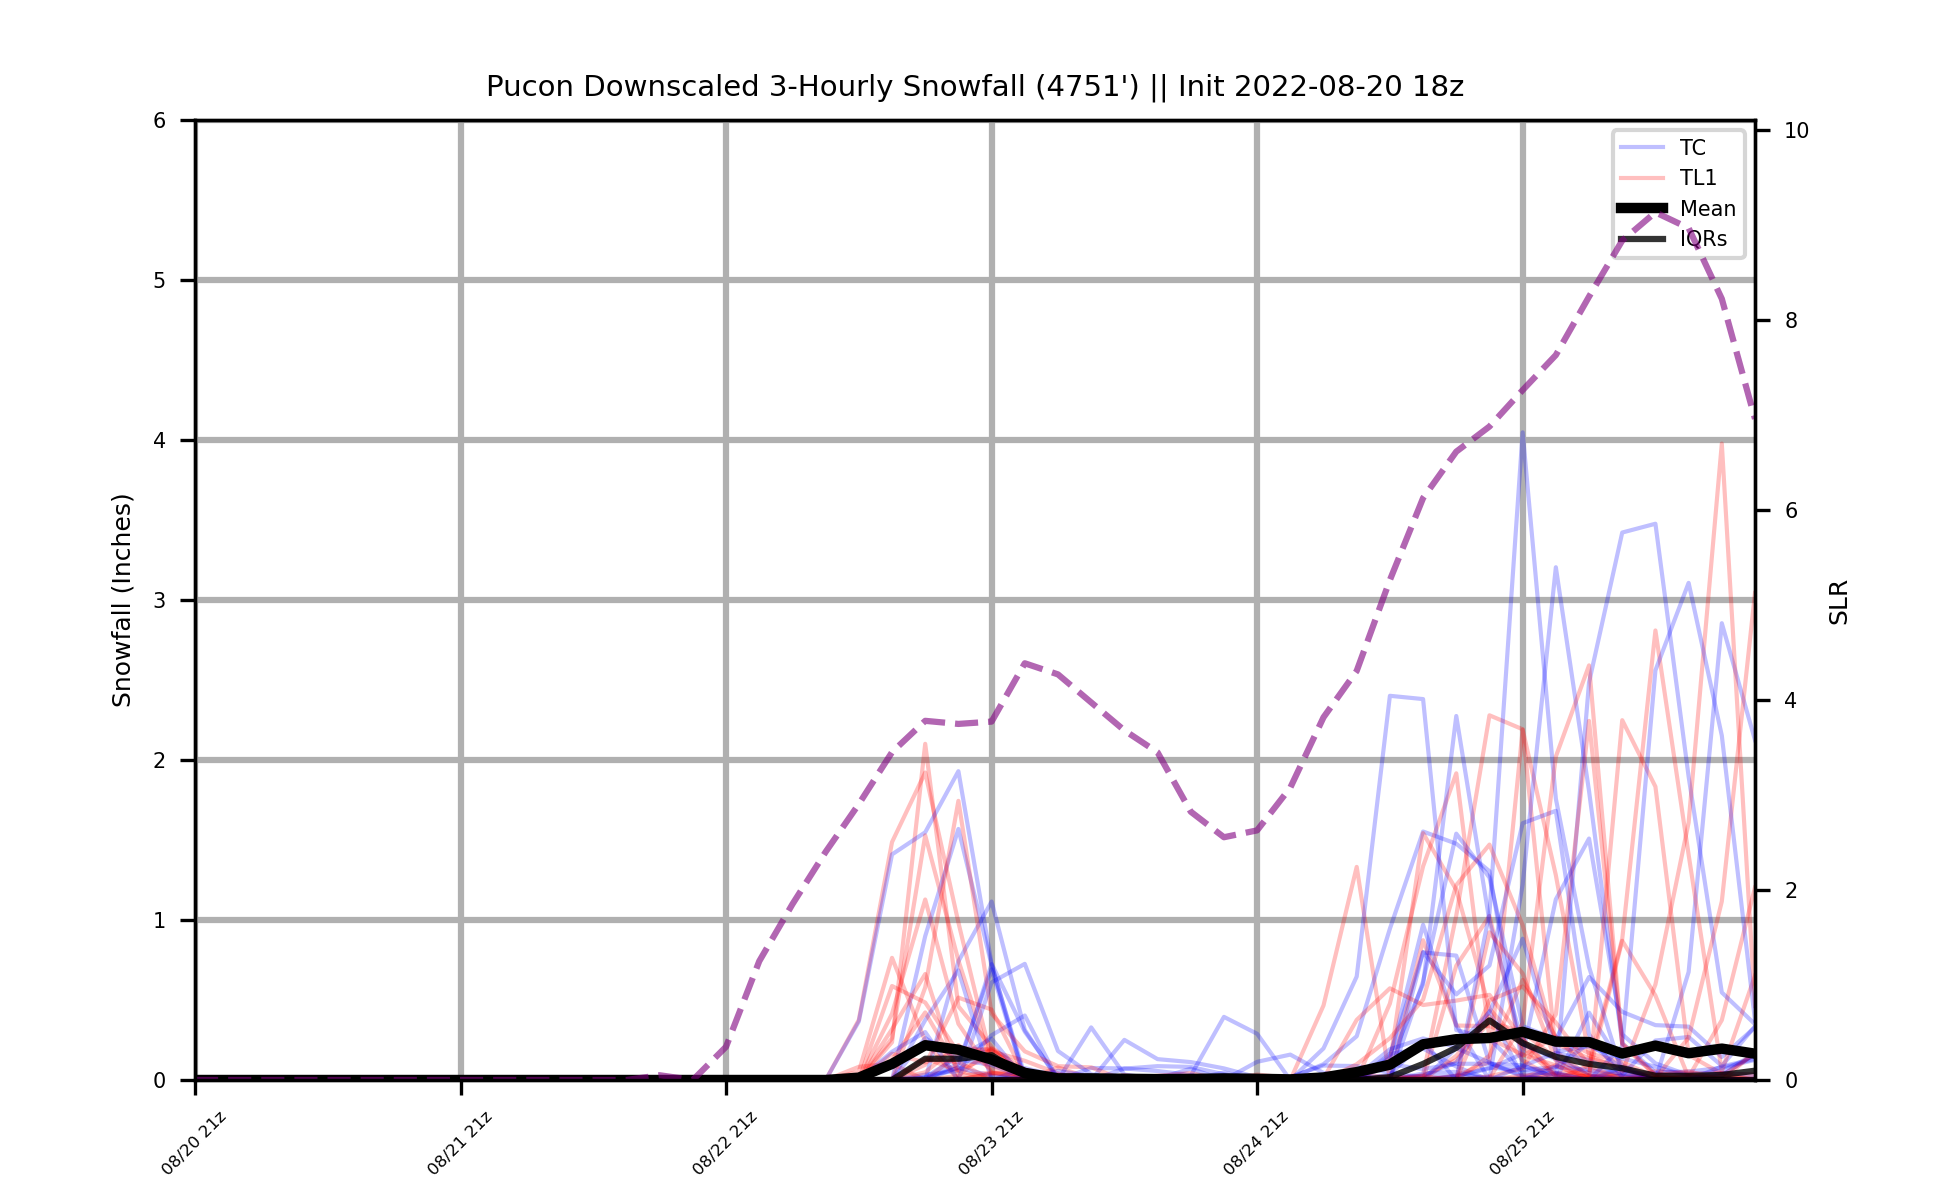 Pucon Downscaled 3-Hourly Snowfall (4751') || Init 2022-08-20 18z
6
5
4
3
2
1
0
Snowfall (Inches)
10
8
6
4
2
0
SLR
TC
TL1
Mean
IQRs
08/20 21z
08/21 21z
08/22 21z
08/23 21z
08/24 21z
08/25 21z